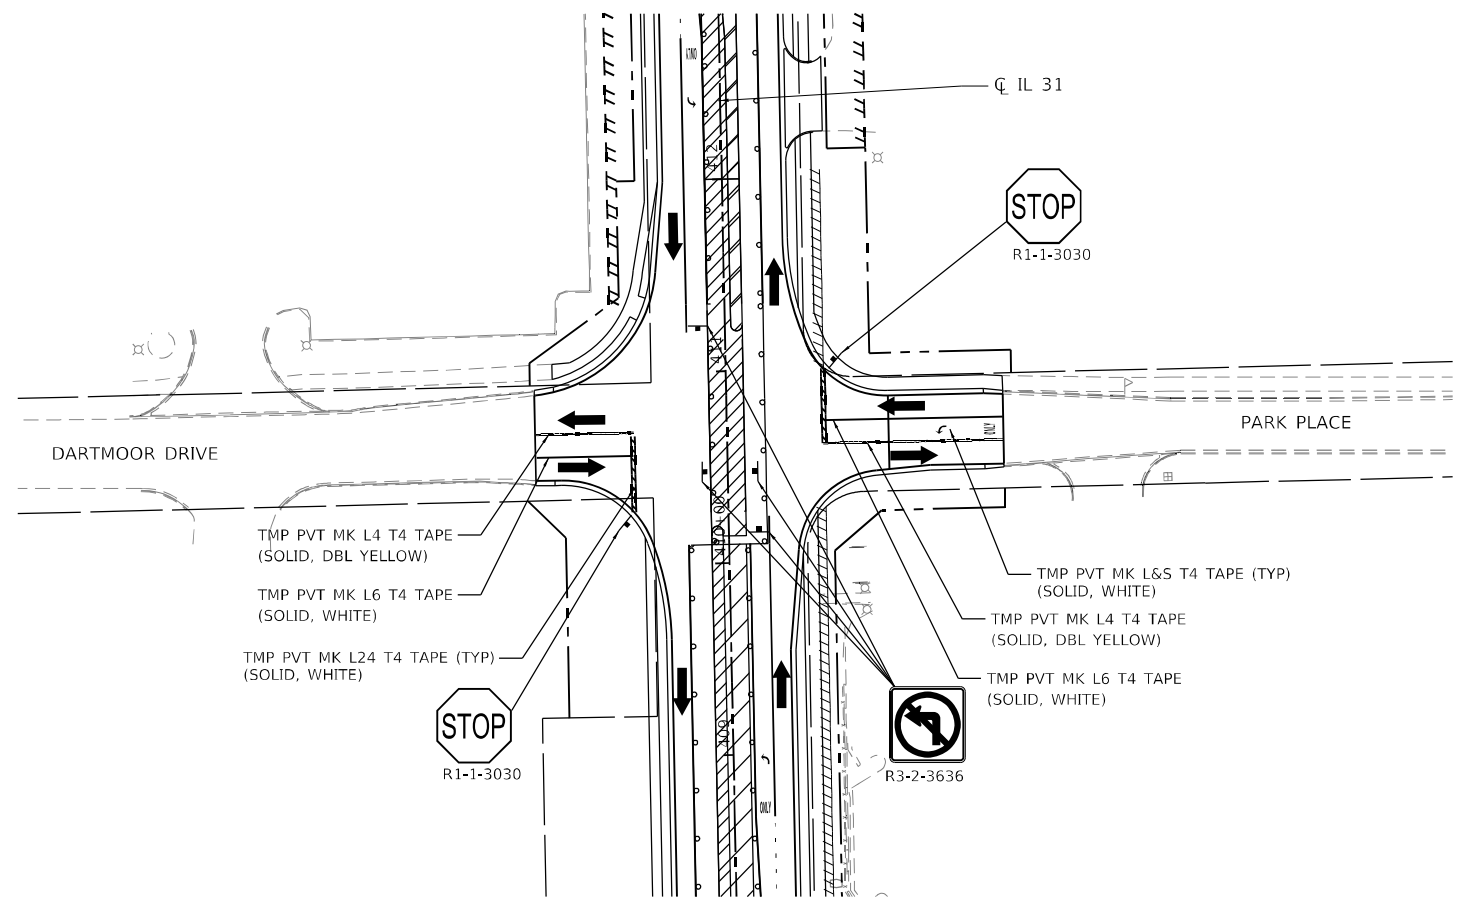 ONLY
℄ IL 31
412
STOP
R1-1-3030
411
PARK PLACE
ONLY
DARTMOOR DRIVE
TMP PVT MK L4 T4 TAPE
(SOLID, DBL YELLOW)
TMP PVT MK L6 T4 TAPE
(SOLID, WHITE)
TMP PVT MK L24 T4 TAPE (TYP)
(SOLID, WHITE)
STOP
R1-1-3030
TMP PVT MK L&S T4 TAPE (TYP)
(SOLID, WHITE)
TMP PVT MK L4 T4 TAPE
(SOLID, DBL YELLOW)
TMP PVT MK L6 T4 TAPE
(SOLID, WHITE)
R3-2-3636
409
ONLY